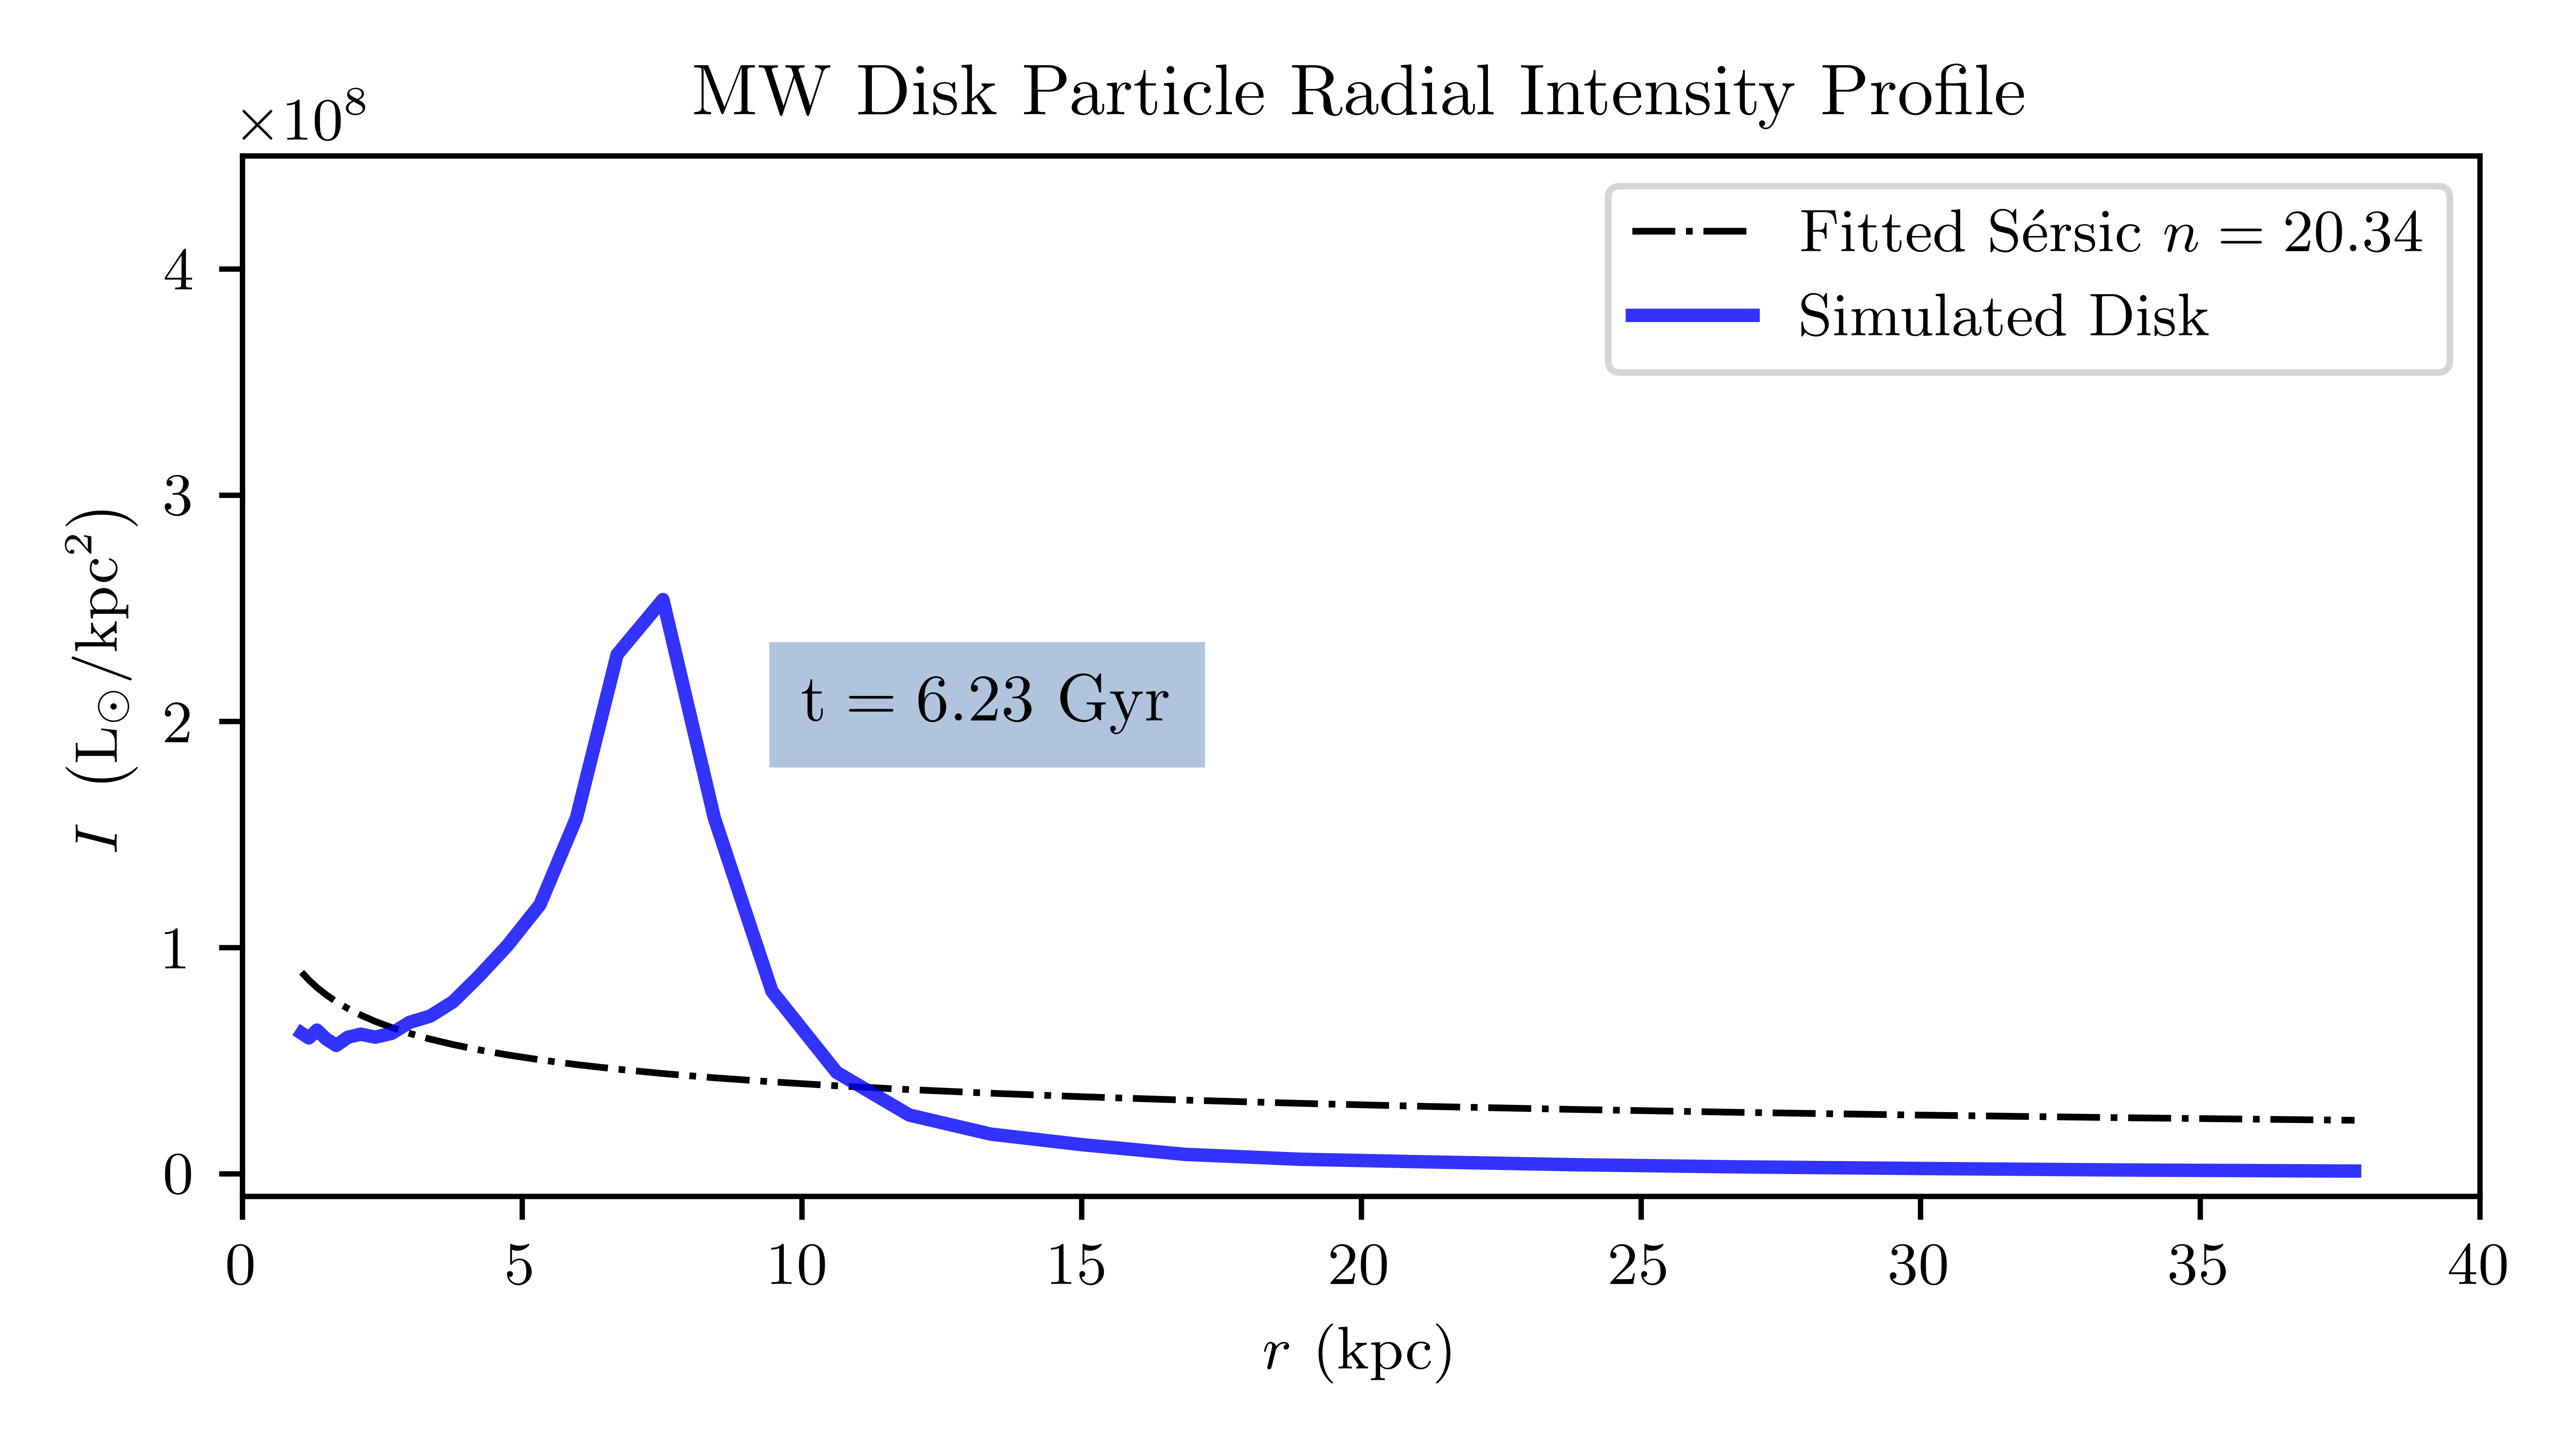 MW Disk Particle Radial Intensity Profile
×10⁸
Fitted Sérsic n = 20.34
Simulated Disk
4
3
2
1
0
I (L⊙/kpc²)
t = 6.23 Gyr
0 5 10 15 20 25 30 35 40
r (kpc)